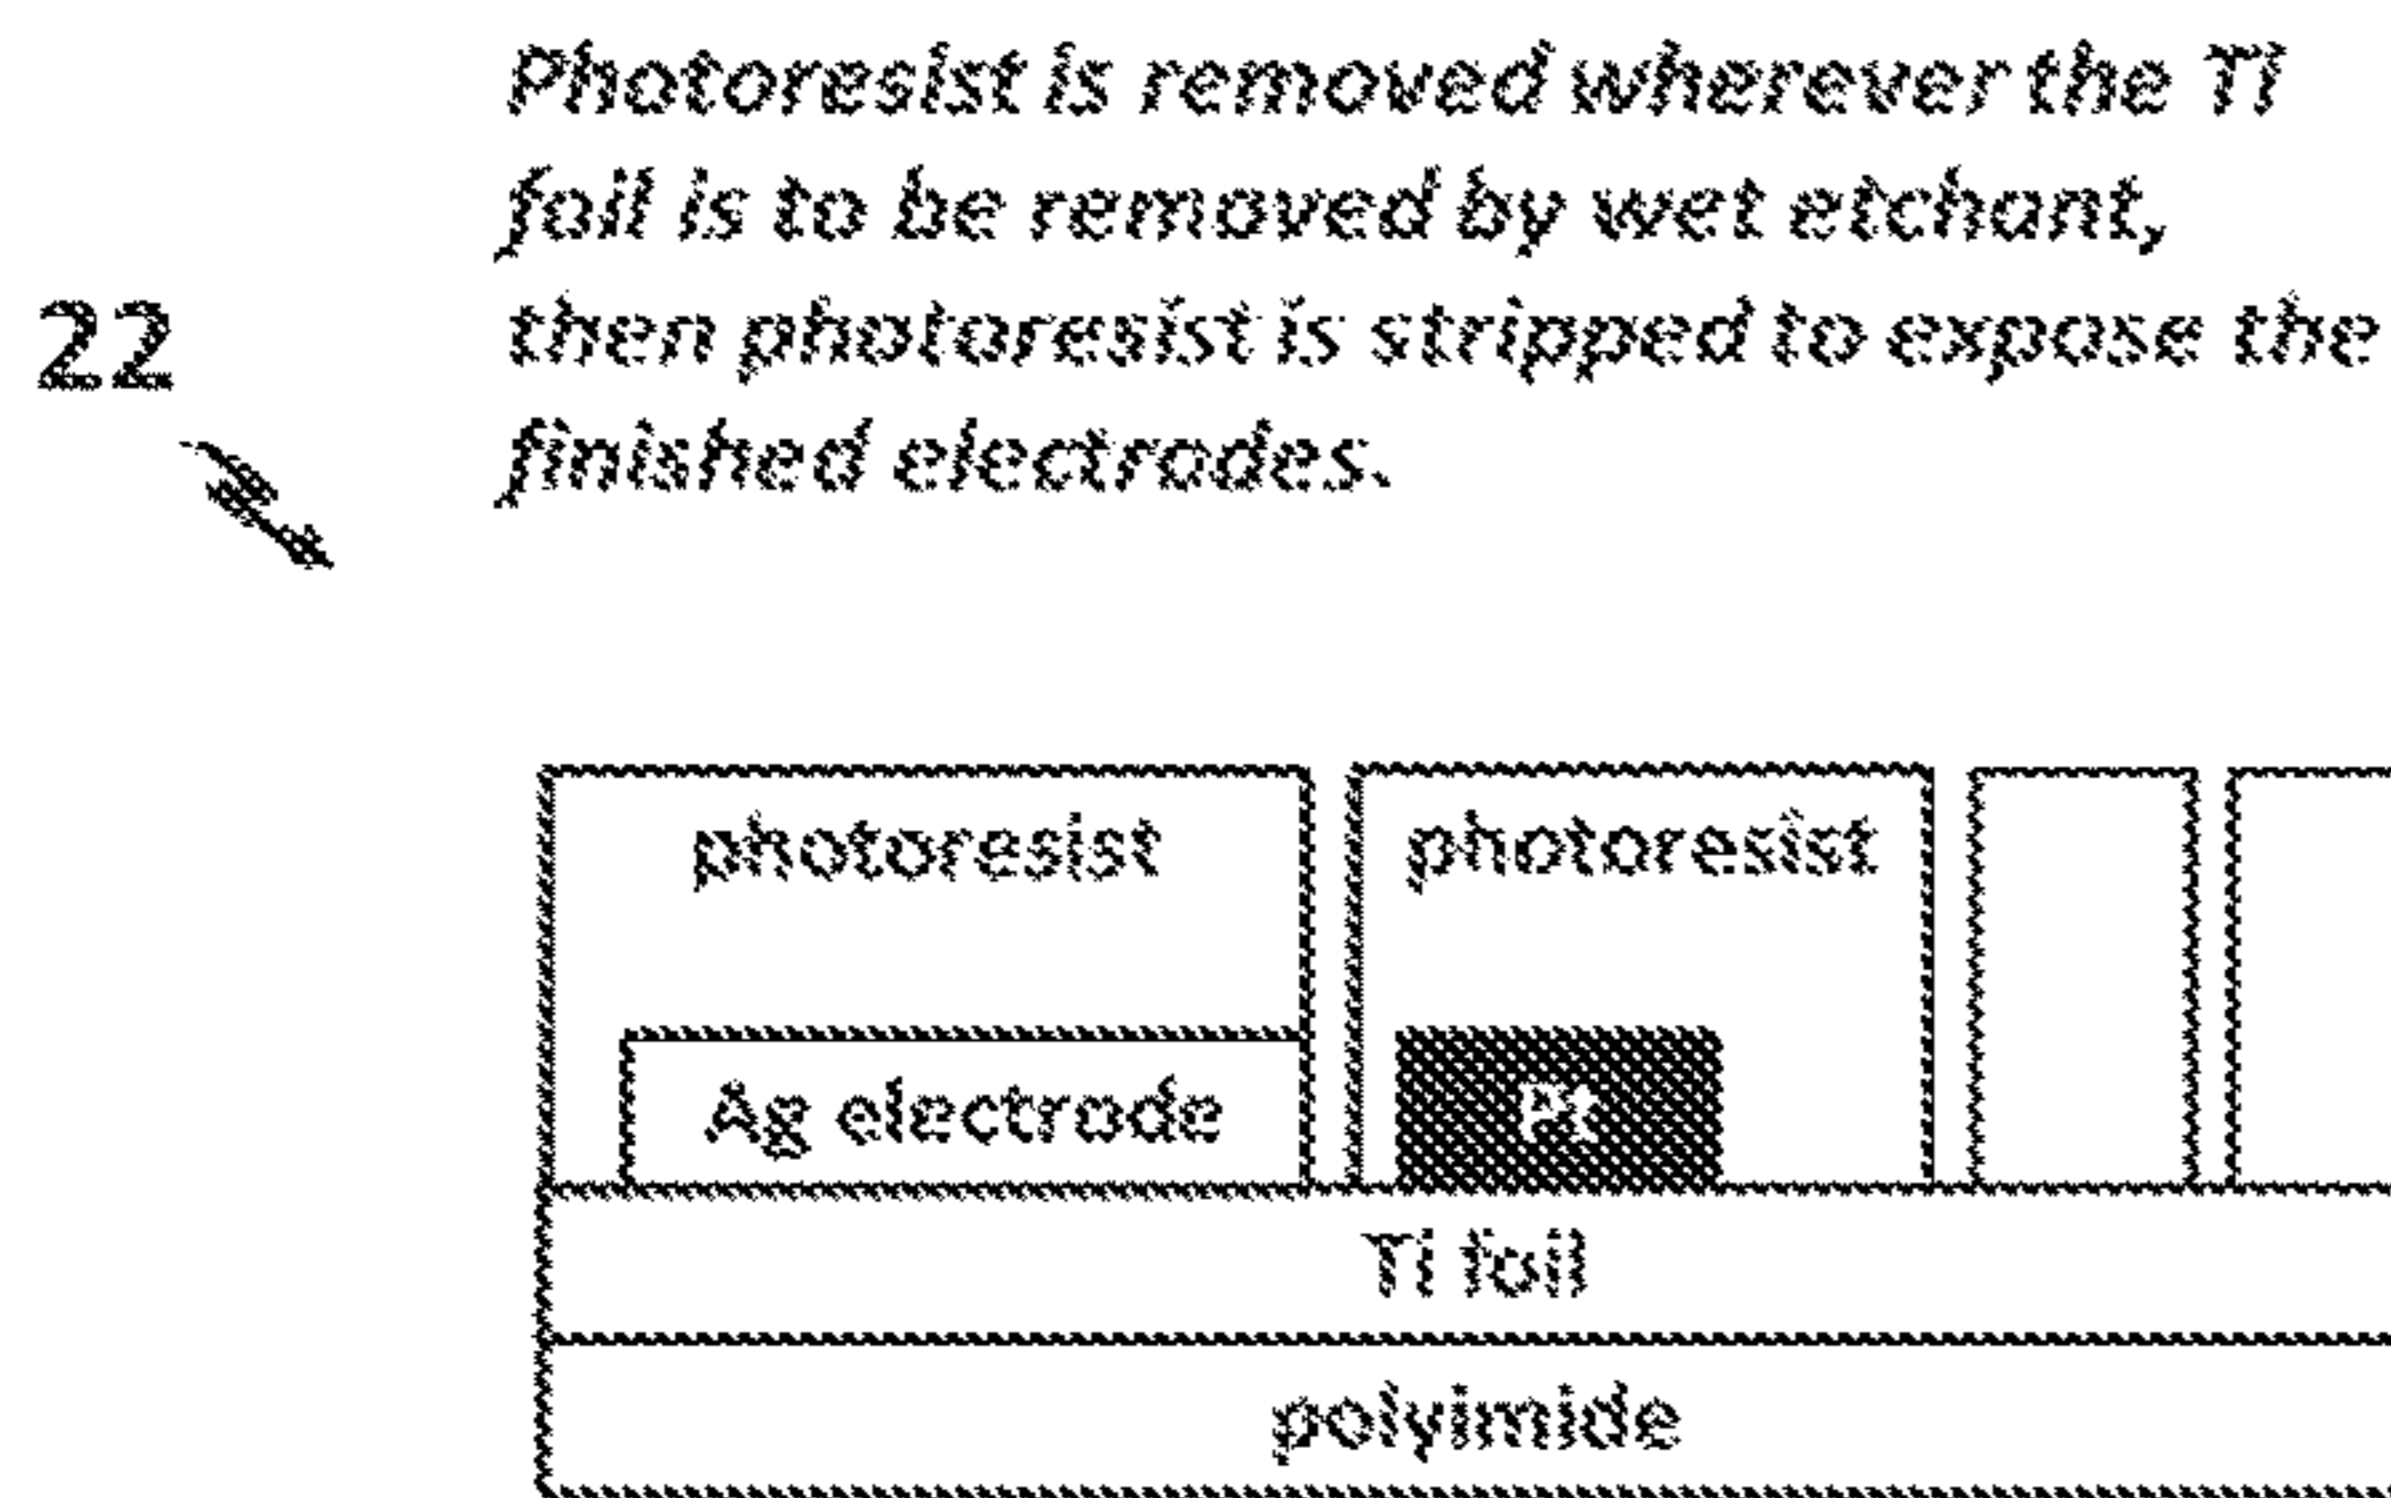 Photoresist is removed wherever the Ti
foil is to be removed by wet etchant,
22
then photoresist is stripped to expose the
finished electrodes.
photoresist
photoresist
Ag electrode
Ti foil
polyimide